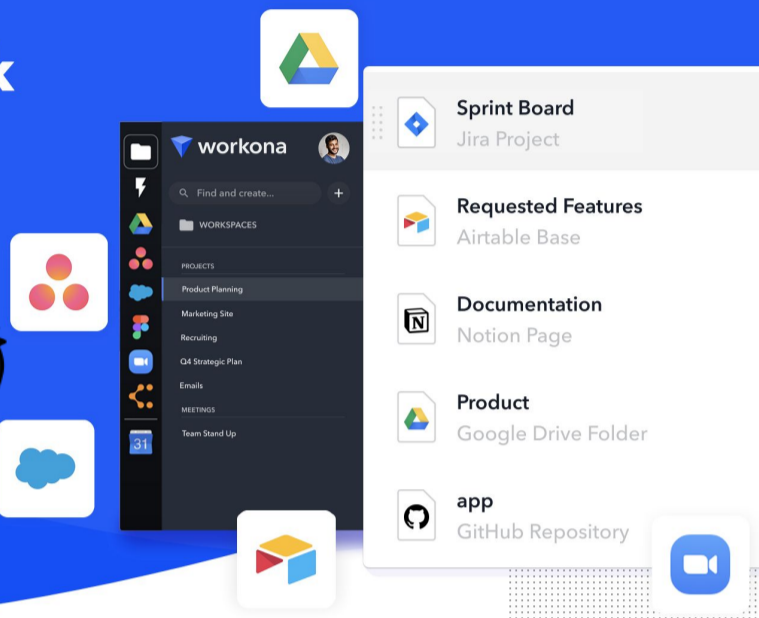 workona
Find and create...
WORKSPACES
PROJECTS
Product Planning
Marketing Site
Recruiting
Q4 Strategic Plan
Emails
MEETINGS
Team Stand Up
31
Sprint Board
Jira Project
Requested Features
Airtable Base
Documentation
Notion Page
Product
Google Drive Folder
app
GitHub Repository